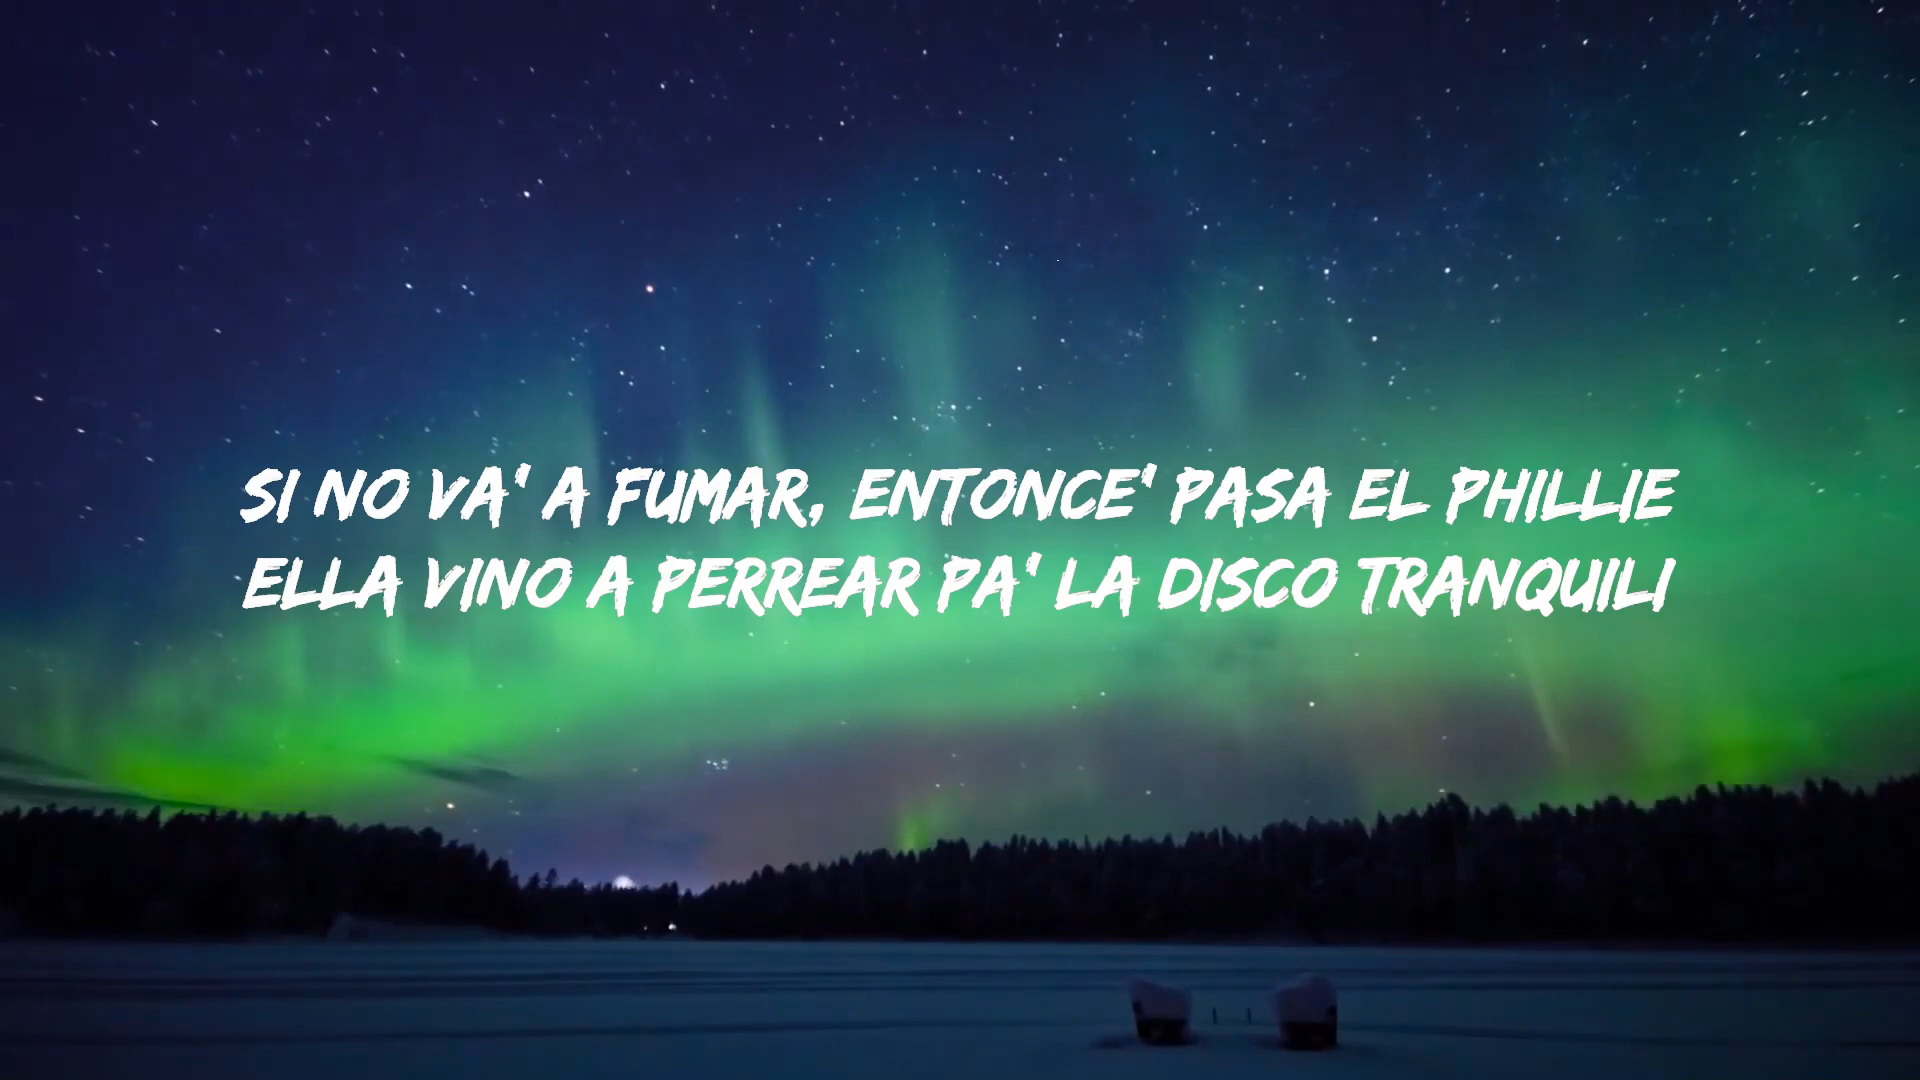 SI NO VA' A FUMAR, ENTONCE' PASA EL PHILLIE
ELLA VINO A PERREAR PA' LA DISCO TRANQUILI